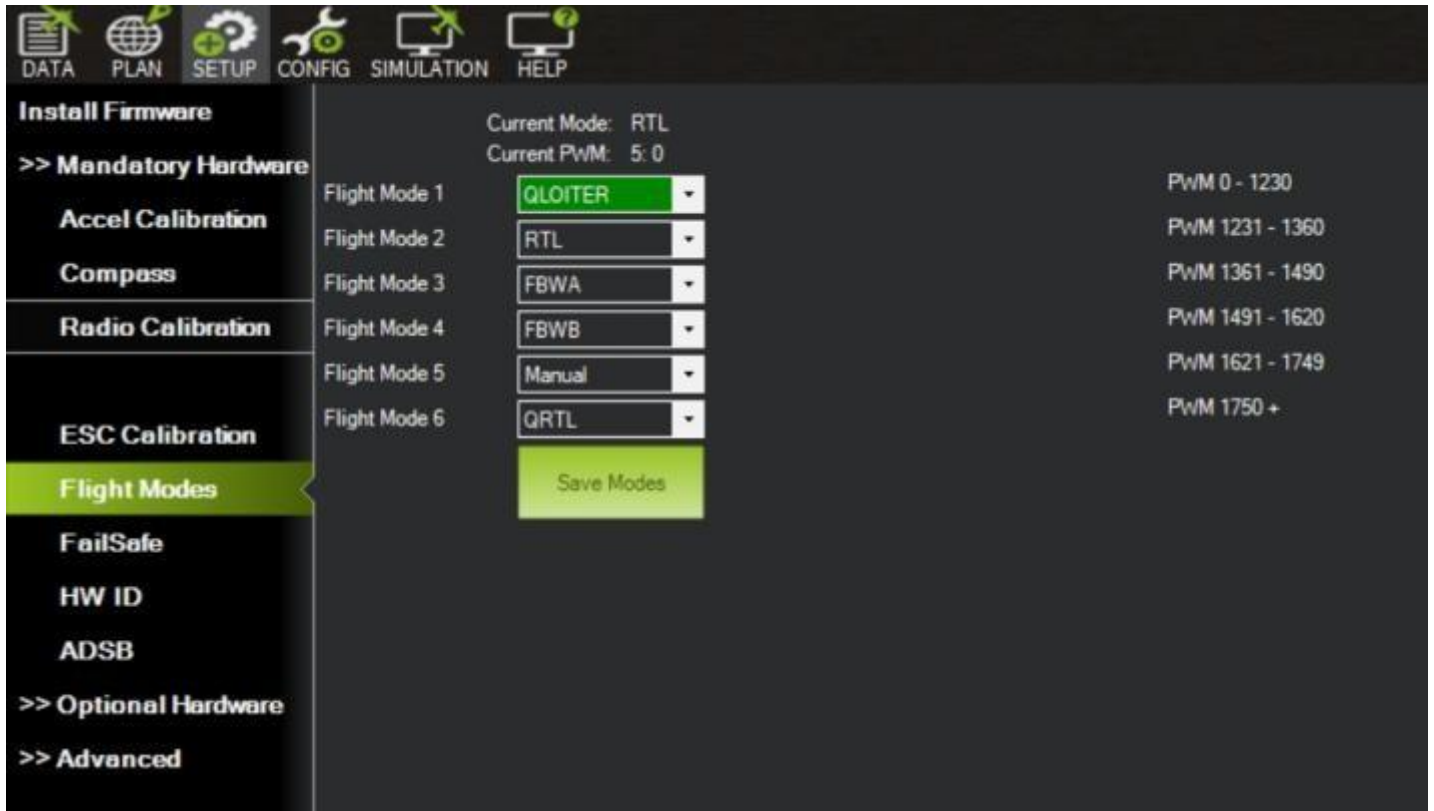 DATA PLAN SETUP CONFIG SIMULATION HELP
Install Firmware
>> Mandatory Hardware
Accel Calibration
Compass
Radio Calibration
ESC Calibration
Flight Modes
FailSafe
HW ID
ADSB
>> Optional Hardware
>> Advanced
Current Mode: RTL
Current PWM: 5: 0
Flight Mode 1 QLOITER PWM 0 - 1230
Flight Mode 2 RTL PWM 1231 - 1360
Flight Mode 3 FBWA PWM 1361 - 1490
Flight Mode 4 FBWB PWM 1491 - 1620
Flight Mode 5 Manual PWM 1621 - 1749
Flight Mode 6 QRTL PWM 1750 +
Save Modes